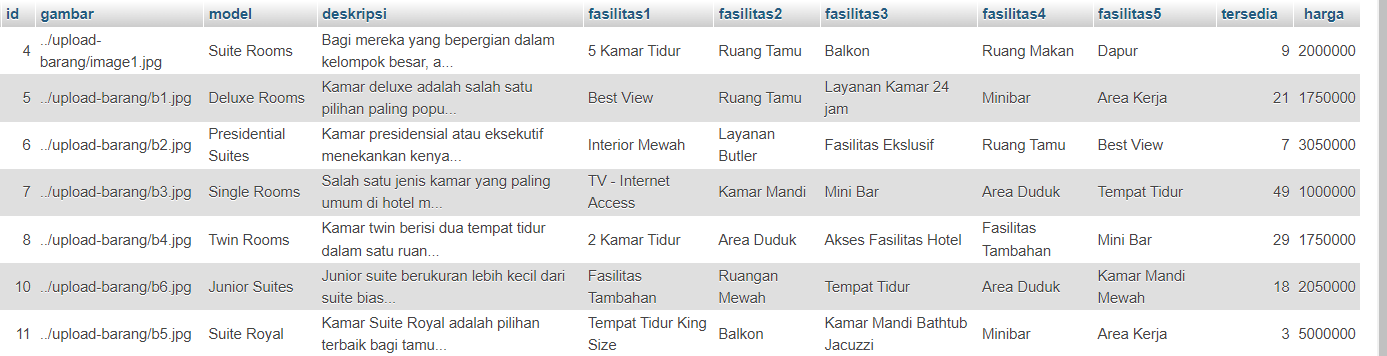 id gambar model deskripsi fasilitas1 fasilitas2 fasilitas3 fasilitas4 fasilitas5 tersedia harga
4 ../upload-barang/image1.jpg Suite Rooms Bagi mereka yang bepergian dalam kelompok besar, a... 5 Kamar Tidur Ruang Tamu Balkon Ruang Makan Dapur 9 2000000
5 ../upload-barang/b1.jpg Deluxe Rooms Kamar deluxe adalah salah satu pilihan paling popu... Best View Ruang Tamu Layanan Kamar 24 jam Minibar Area Kerja 21 1750000
6 ../upload-barang/b2.jpg Presidential Suites Kamar presidensial atau eksekutif menekankan kenya... Interior Mewah Layanan Butler Fasilitas Ekslusif Ruang Tamu Best View 7 3050000
7 ../upload-barang/b3.jpg Single Rooms Salah satu jenis kamar yang paling umum di hotel m... TV - Internet Access Kamar Mandi Mini Bar Area Duduk Tempat Tidur 49 1000000
8 ../upload-barang/b4.jpg Twin Rooms Kamar twin berisi dua tempat tidur dalam satu ruan... 2 Kamar Tidur Area Duduk Akses Fasilitas Hotel Fasilitas Tambahan Mini Bar 29 1750000
10 ../upload-barang/b6.jpg Junior Suites Junior suite berukuran lebih kecil dari suite bias... Fasilitas Tambahan Ruangan Mewah Tempat Tidur Area Duduk Kamar Mandi Mewah 18 2050000
11 ../upload-barang/b5.jpg Suite Royal Kamar Suite Royal adalah pilihan terbaik bagi tamu... Tempat Tidur King Size Balkon Kamar Mandi Bathtub Jacuzzi Minibar Area Kerja 3 5000000